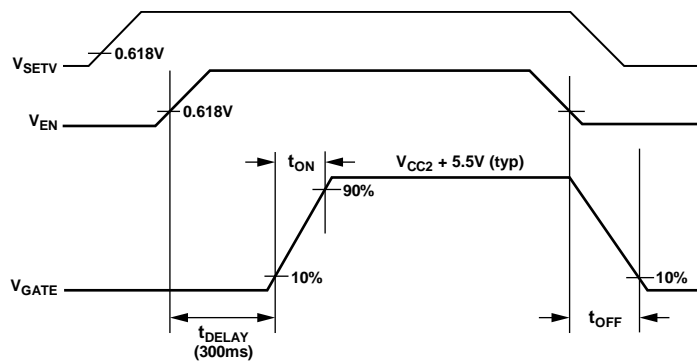 0.618V
VSETV
0.618V
VEN
tON
VCC2 + 5.5V (typ)
90%
10%
10%
VGATE
tDELAY
(300ms)
tOFF